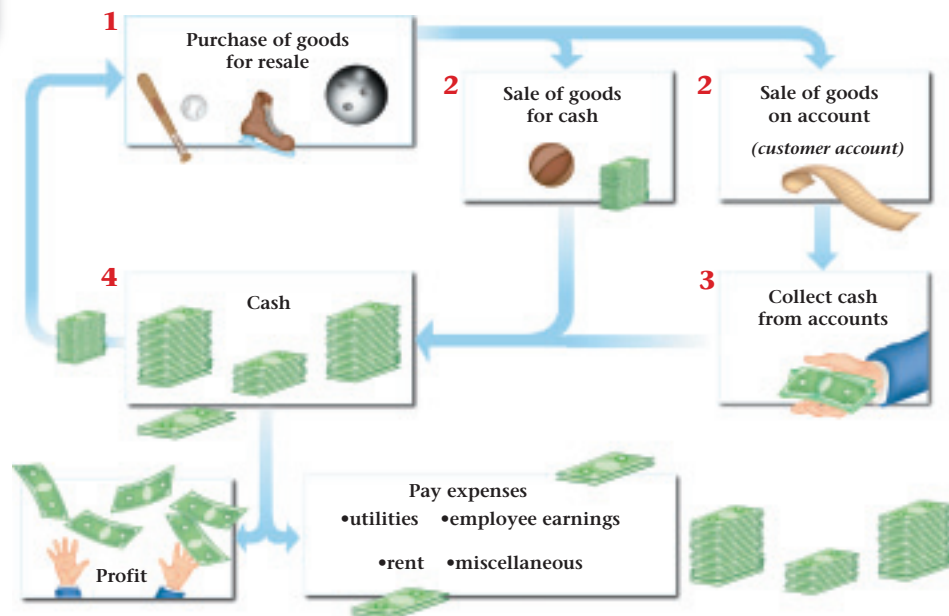 1
Purchase of goods
for resale
2
Sale of goods
for cash
2
Sale of goods
on account
(customer account)
4
Cash
3
Collect cash
from accounts
Profit
Pay expenses
•utilities •employee earnings
•rent •miscellaneous